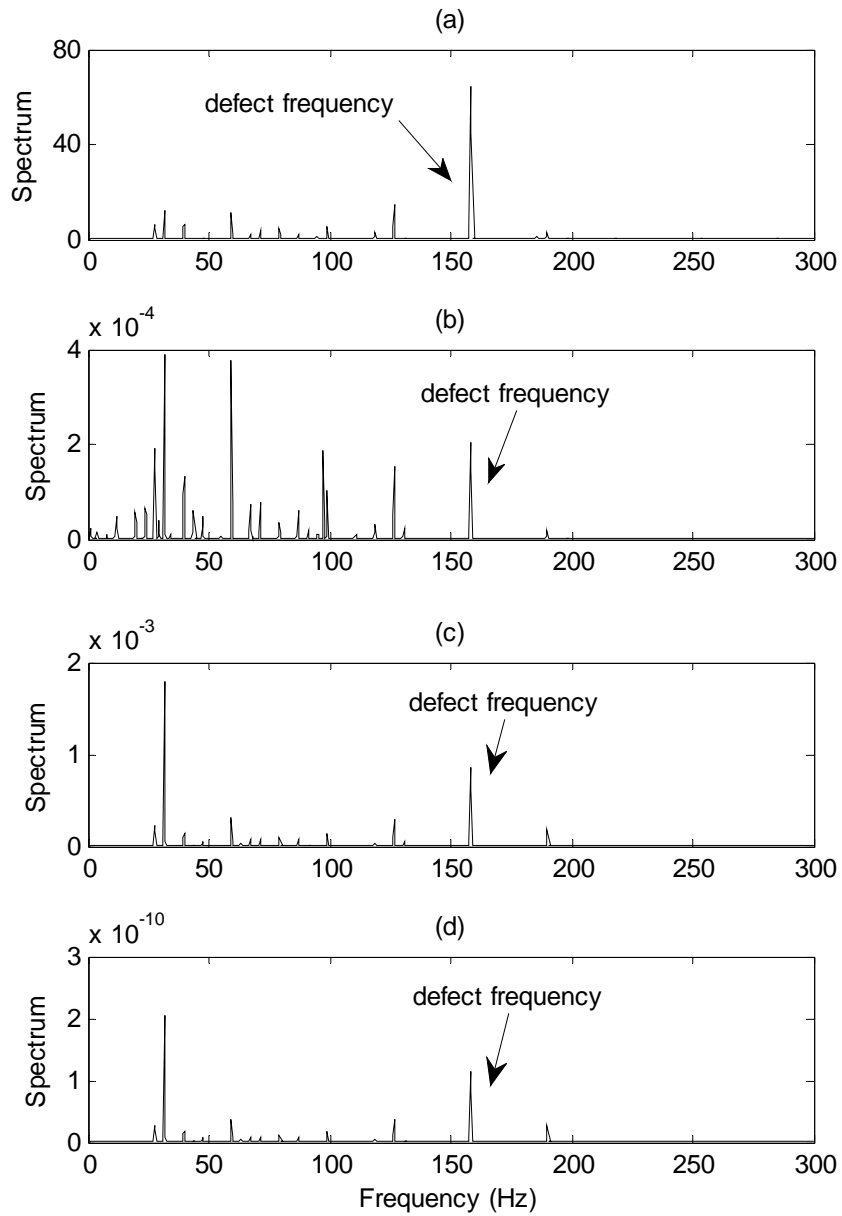 (a)
80
40
0
Spectrum
defect frequency
0 50 100 150 200 250 300
(b)
x 10-4
4
2
0
Spectrum
defect frequency
0 50 100 150 200 250 300
(c)
x 10-3
2
1
0
Spectrum
defect frequency
0 50 100 150 200 250 300
(d)
x 10-10
3
2
1
0
Spectrum
defect frequency
0 50 100 150 200 250 300
Frequency (Hz)